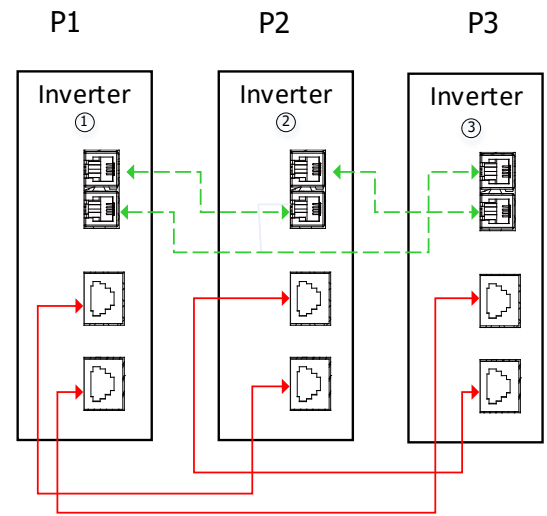 P1 P2 P3
Inverter Inverter Inverter
① ② ③